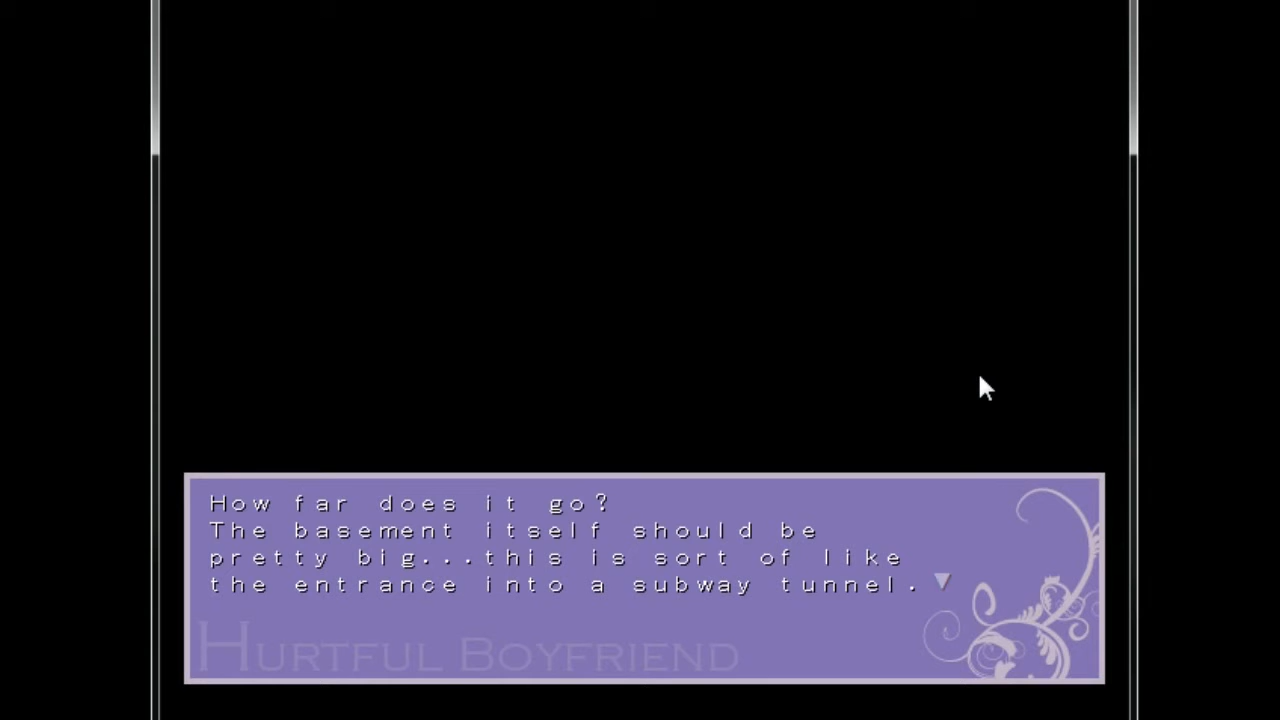 How far does it go?
The basement itself should be
pretty big...this is sort of like
the entrance into a subway tunnel.
HURTFUL BOYFRIEND